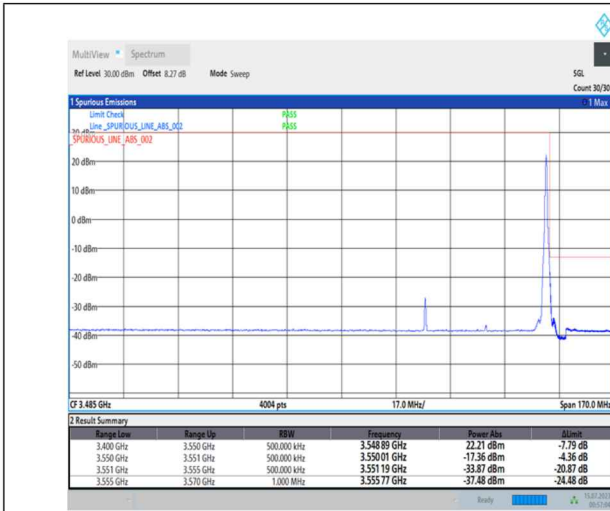 MultiView Spectrum
Ref Level 30.00 dBm Offset 8.27 dB Mode Sweep SGL
Count 30/30
1 Spurious Emissions 1 Max
Limit Check PASS
Line _SPURIOUS_LINE_ABS_002 PASS
30 dBm
SPURIOUS_LINE_ABS_002
20 dBm
10 dBm
0 dBm
-10 dBm
-20 dBm
-30 dBm
-40 dBm
-50 dBm
CF 3.485 GHz 4004 pts 17.0 MHz/ Span 170.0 MHz
2 Result Summary
Range Low Range Up RBW Frequency Power Abs ΔLimit
3.400 GHz 3.550 GHz 500.000 kHz 3.54889 GHz 22.21 dBm -7.79 dB
3.550 GHz 3.551 GHz 500.000 kHz 3.55001 GHz -17.36 dBm -4.36 dB
3.551 GHz 3.555 GHz 500.000 kHz 3.55119 GHz -33.87 dBm -20.87 dB
3.555 GHz 3.570 GHz 1.000 MHz 3.55577 GHz -37.48 dBm -24.48 dB
Ready